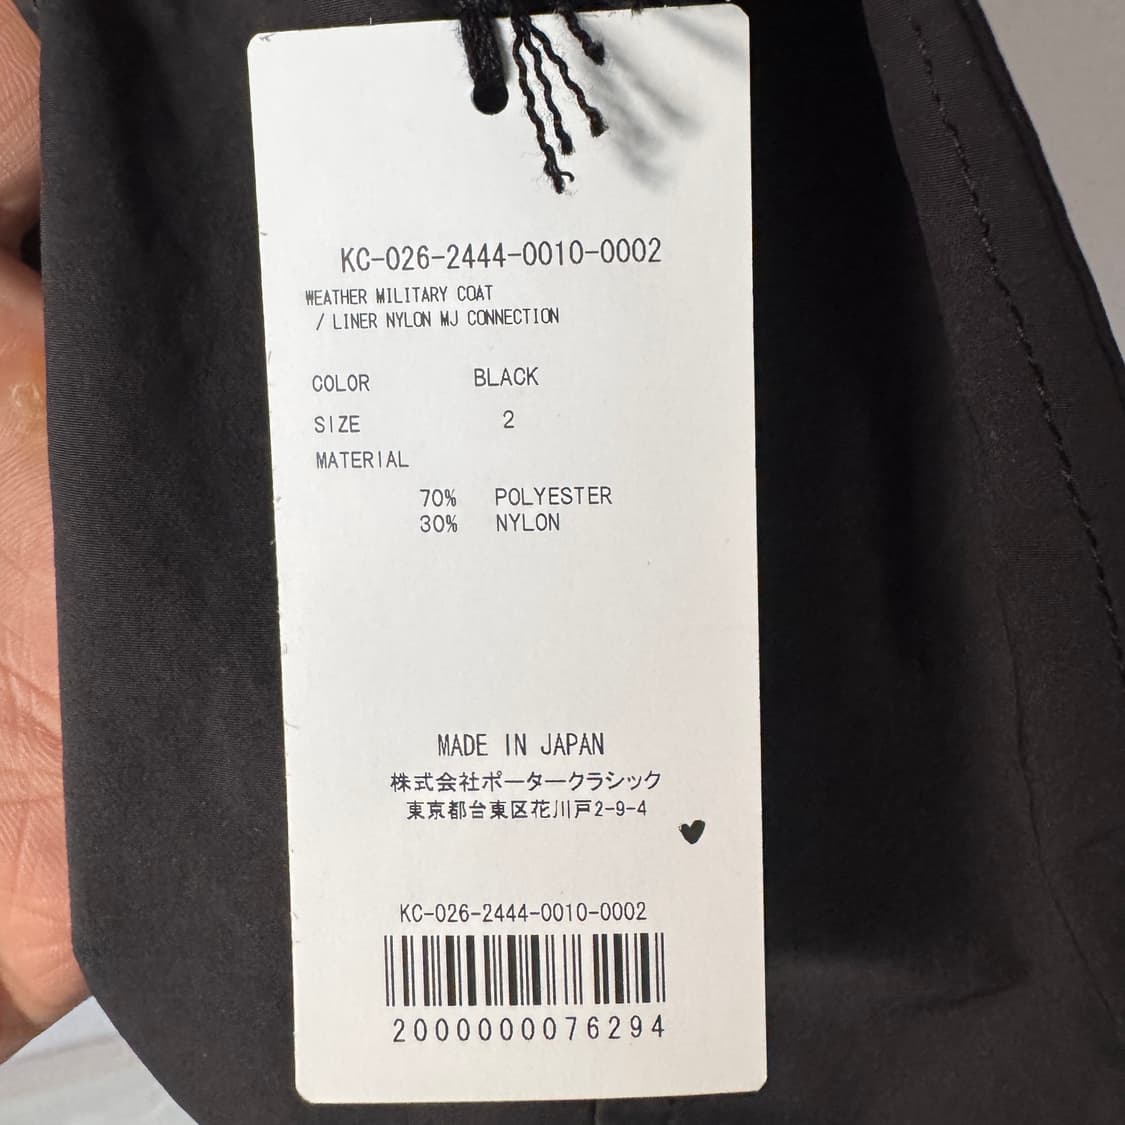 KC-026-2444-0010-0002
WEATHER MILITARY COAT
/ LINER NYLON MJ CONNECTION
COLOR BLACK
SIZE 2
MATERIAL
70% POLYESTER
30% NYLON
MADE IN JAPAN
株式会社ポータークラシック
東京都台東区花川戸2-9-4
KC-026-2444-0010-0002
2000000076294